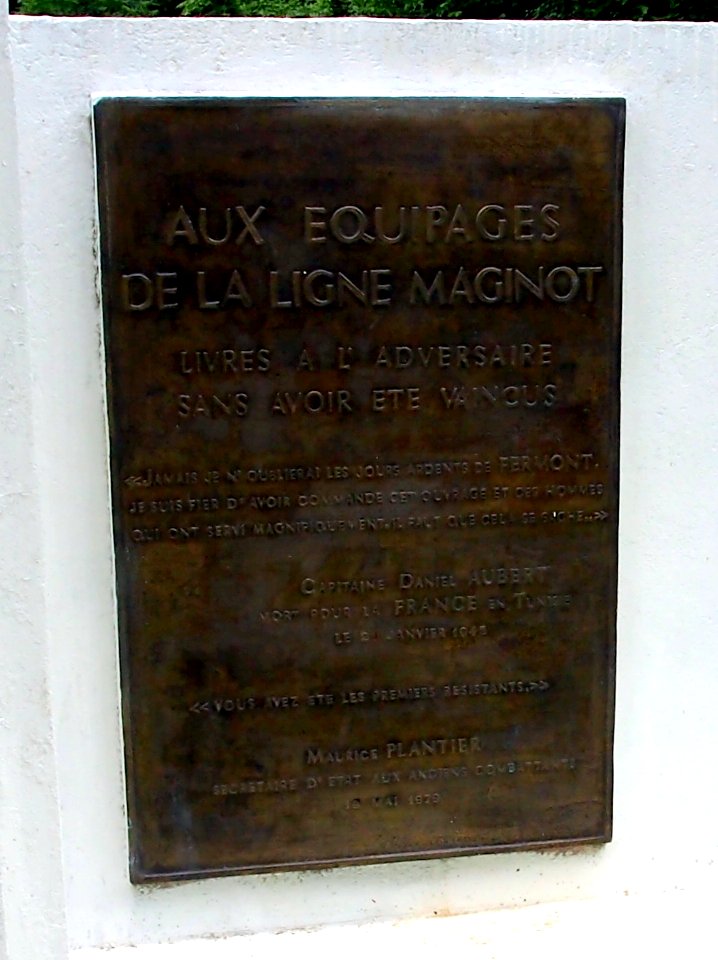 AUX EQUIPAGES
DE LA LIGNE MAGINOT
LIVRES A L' ADVERSAIRE
SANS AVOIR ETE VAINCUS
«JAMAIS JE N' OUBLIERAI LES JOURS ARDENTS DE FERMONT.
JE SUIS FIER D' AVOIR COMMANDE CET OUVRAGE ET CES HOMMES
QUI ONT SERVI MAGNIFIQUEMENT. IL FAUT QUE CELA SE SACHE..»
CAPITAINE DANIEL AUBERT
MORT POUR LA FRANCE EN TUNISIE
LE JANVIER
«VOUS AVEZ ETE LES PREMIERS RESISTANTS.»
MAURICE PLANTIER
SECRETAIRE D' ETAT AUX ANCIENS COMBATTANTS
MAI